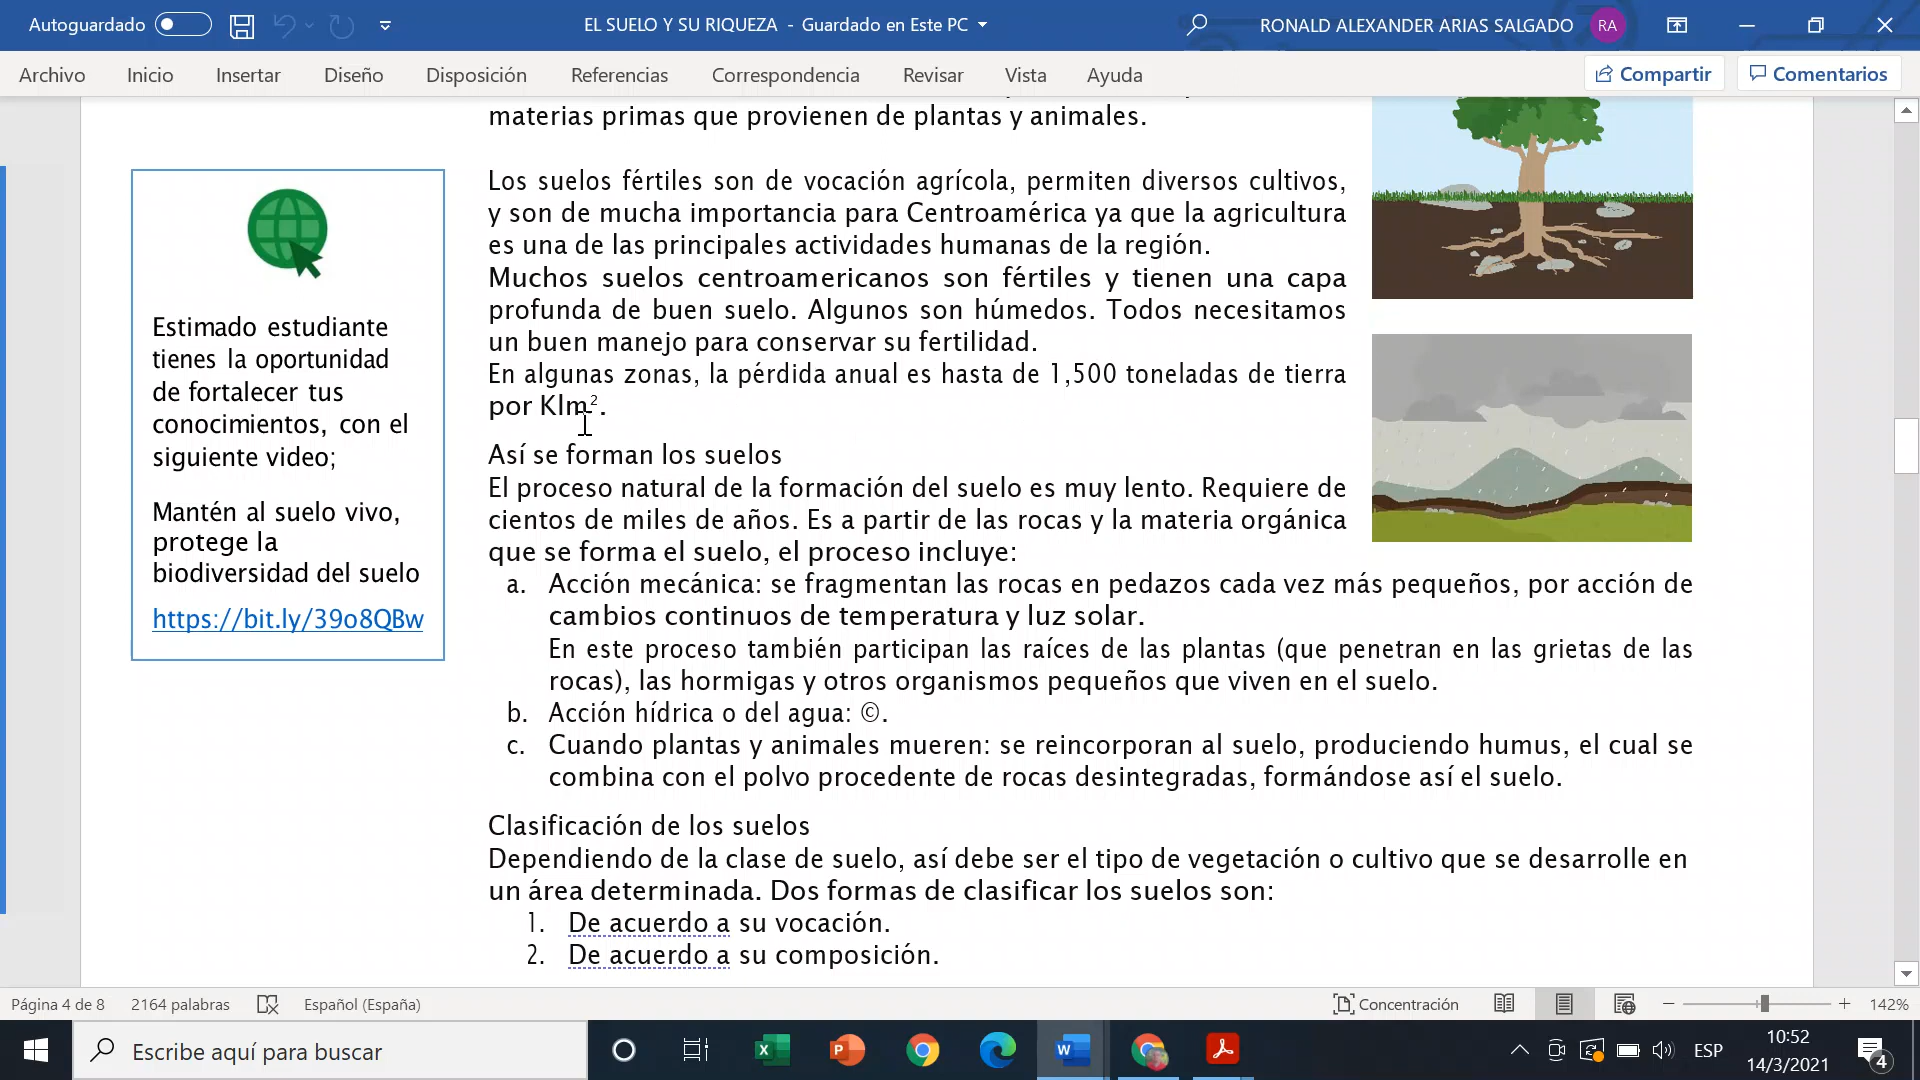 Autoguardado
EL SUELO Y SU RIQUEZA - Guardado en Este PC
RONALD ALEXANDER ARIAS SALGADO
RA
Archivo Inicio Insertar Diseño Disposición Referencias Correspondencia Revisar Vista Ayuda
Compartir
Comentarios
materias primas que provienen de plantas y animales.
Los suelos fértiles son de vocación agrícola, permiten diversos cultivos,
y son de mucha importancia para Centroamérica ya que la agricultura
es una de las principales actividades humanas de la región.
Muchos suelos centroamericanos son fértiles y tienen una capa
profunda de buen suelo. Algunos son húmedos. Todos necesitamos
un buen manejo para conservar su fertilidad.
En algunas zonas, la pérdida anual es hasta de 1,500 toneladas de tierra
por Klm².
Estimado estudiante
tienes la oportunidad
de fortalecer tus
conocimientos, con el
siguiente video;
Mantén al suelo vivo,
protege la
biodiversidad del suelo
https://bit.ly/39o8QBw
Así se forman los suelos
El proceso natural de la formación del suelo es muy lento. Requiere de
cientos de miles de años. Es a partir de las rocas y la materia orgánica
que se forma el suelo, el proceso incluye:
a. Acción mecánica: se fragmentan las rocas en pedazos cada vez más pequeños, por acción de
cambios continuos de temperatura y luz solar.
En este proceso también participan las raíces de las plantas (que penetran en las grietas de las
rocas), las hormigas y otros organismos pequeños que viven en el suelo.
b. Acción hídrica o del agua: ©.
c. Cuando plantas y animales mueren: se reincorporan al suelo, produciendo humus, el cual se
combina con el polvo procedente de rocas desintegradas, formándose así el suelo.
Clasificación de los suelos
Dependiendo de la clase de suelo, así debe ser el tipo de vegetación o cultivo que se desarrolle en
un área determinada. Dos formas de clasificar los suelos son:
1. De acuerdo a su vocación.
2. De acuerdo a su composición.
Página 4 de 8
2164 palabras
Español (España)
Concentración
142%
Escribe aquí para buscar
ESP
10:52
14/3/2021
4